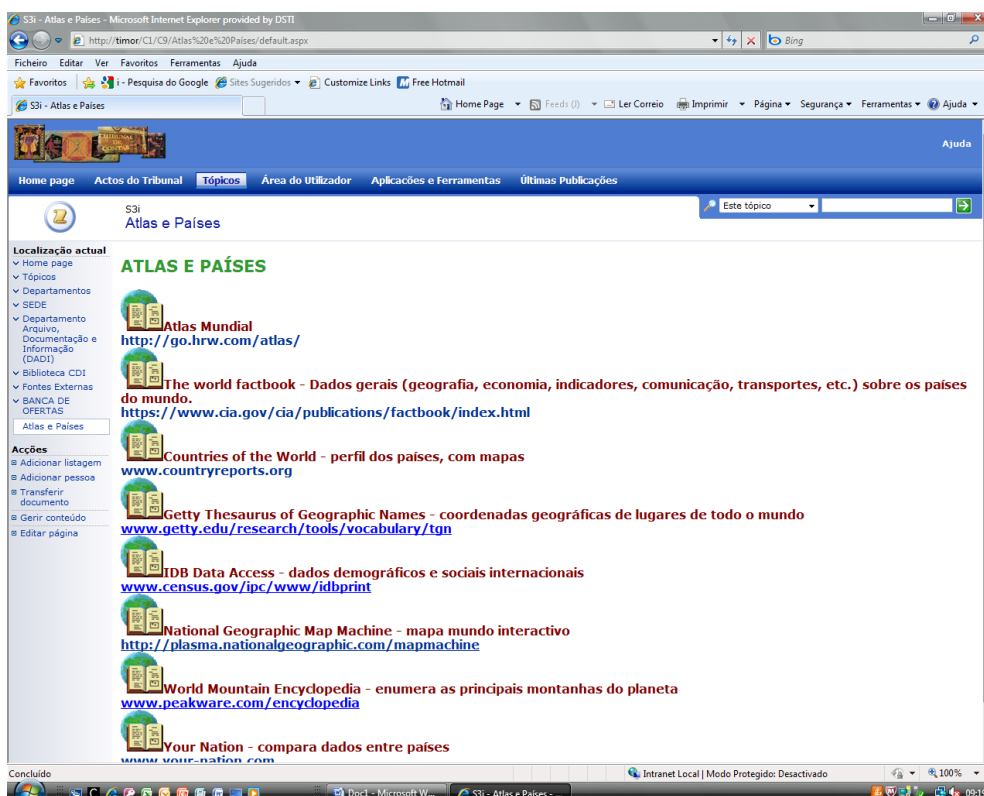 S3i - Atlas e Países - Microsoft Internet Explorer provided by DSTI
http://timor/C1/C9/Atlas%20e%20Países/default.aspx
Bing
Ficheiro Editar Ver Favoritos Ferramentas Ajuda
Favoritos i - Pesquisa do Google Sites Sugeridos Customize Links Free Hotmail
S3i - Atlas e Países Home Page Feeds (J) Ler Correio Imprimir Página Segurança Ferramentas Ajuda
TRIBUNAL
DE
CONTAS
Ajuda
Home page Actos do Tribunal Tópicos Área do Utilizador Aplicacões e Ferramentas Últimas Publicações
S3i
Atlas e Países
Este tópico
Localização actual
Home page
Tópicos
Departamentos
SEDE
Departamento
Arquivo,
Documentação e
Informação
(DADI)
Biblioteca CDI
Fontes Externas
BANCA DE
OFERTAS
Atlas e Países
Acções
Adicionar listagem
Adicionar pessoa
Transferir
documento
Gerir conteúdo
Editar página
ATLAS E PAÍSES
Atlas Mundial
http://go.hrw.com/atlas/
The world factbook - Dados gerais (geografia, economia, indicadores, comunicação, transportes, etc.) sobre os países
do mundo.
https://www.cia.gov/cia/publications/factbook/index.html
Countries of the World - perfil dos países, com mapas
www.countryreports.org
Getty Thesaurus of Geographic Names - coordenadas geográficas de lugares de todo o mundo
www.getty.edu/research/tools/vocabulary/tgn
IDB Data Access - dados demográficos e sociais internacionais
www.census.gov/ipc/www/idbprint
National Geographic Map Machine - mapa mundo interactivo
http://plasma.nationalgeographic.com/mapmachine
World Mountain Encyclopedia - enumera as principais montanhas do planeta
www.peakware.com/encyclopedia
Your Nation - compara dados entre países
www.your-nation.com
Concluído Intranet Local | Modo Protegido: Desactivado 100%
Doc1 - Microsoft W... S3i - Atlas e Países - ... 09:19